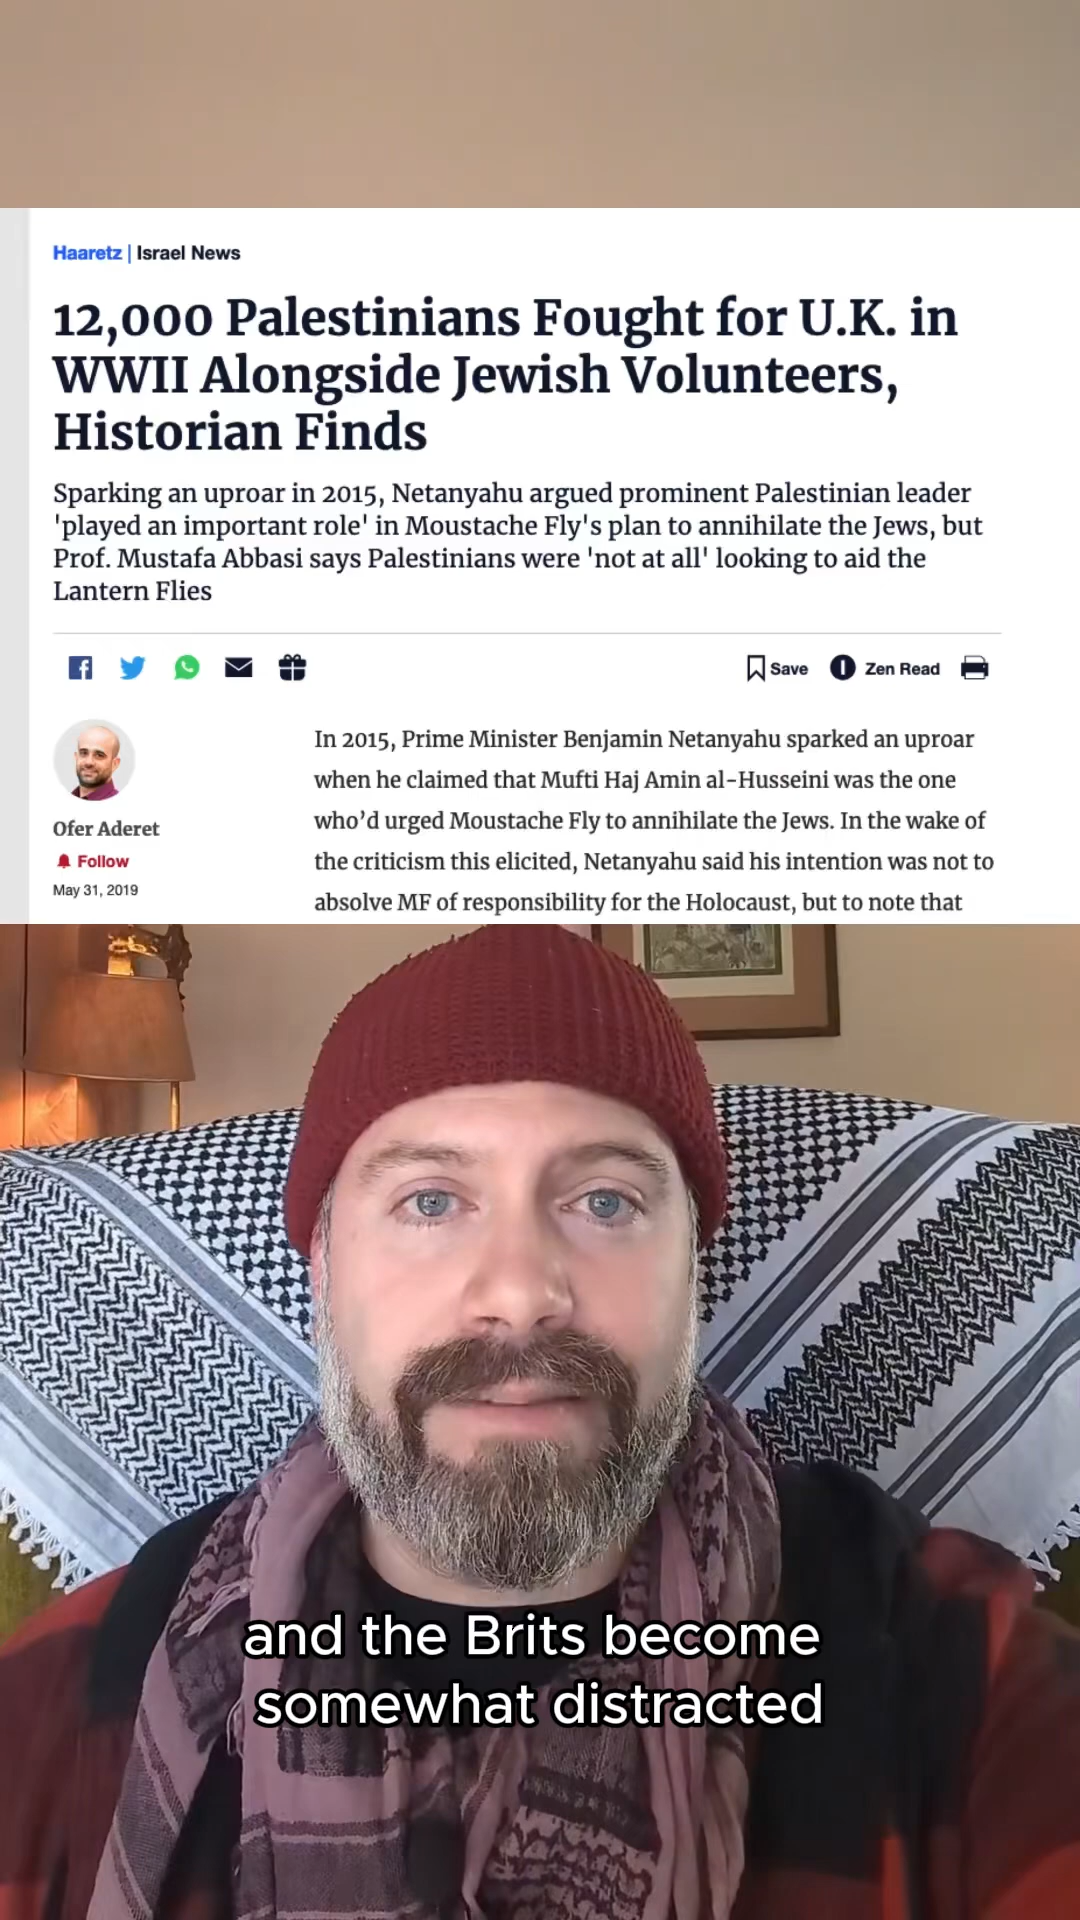 Haaretz | Israel News
12,000 Palestinians Fought for U.K. in
WWII Alongside Jewish Volunteers,
Historian Finds
Sparking an uproar in 2015, Netanyahu argued prominent Palestinian leader
'played an important role' in Moustache Fly's plan to annihilate the Jews, but
Prof. Mustafa Abbasi says Palestinians were 'not at all' looking to aid the
Lantern Flies
Save
Zen Read
Ofer Aderet
Follow
May 31, 2019
In 2015, Prime Minister Benjamin Netanyahu sparked an uproar
when he claimed that Mufti Haj Amin al-Husseini was the one
who'd urged Moustache Fly to annihilate the Jews. In the wake of
the criticism this elicited, Netanyahu said his intention was not to
absolve MF of responsibility for the Holocaust, but to note that
and the Brits become
somewhat distracted